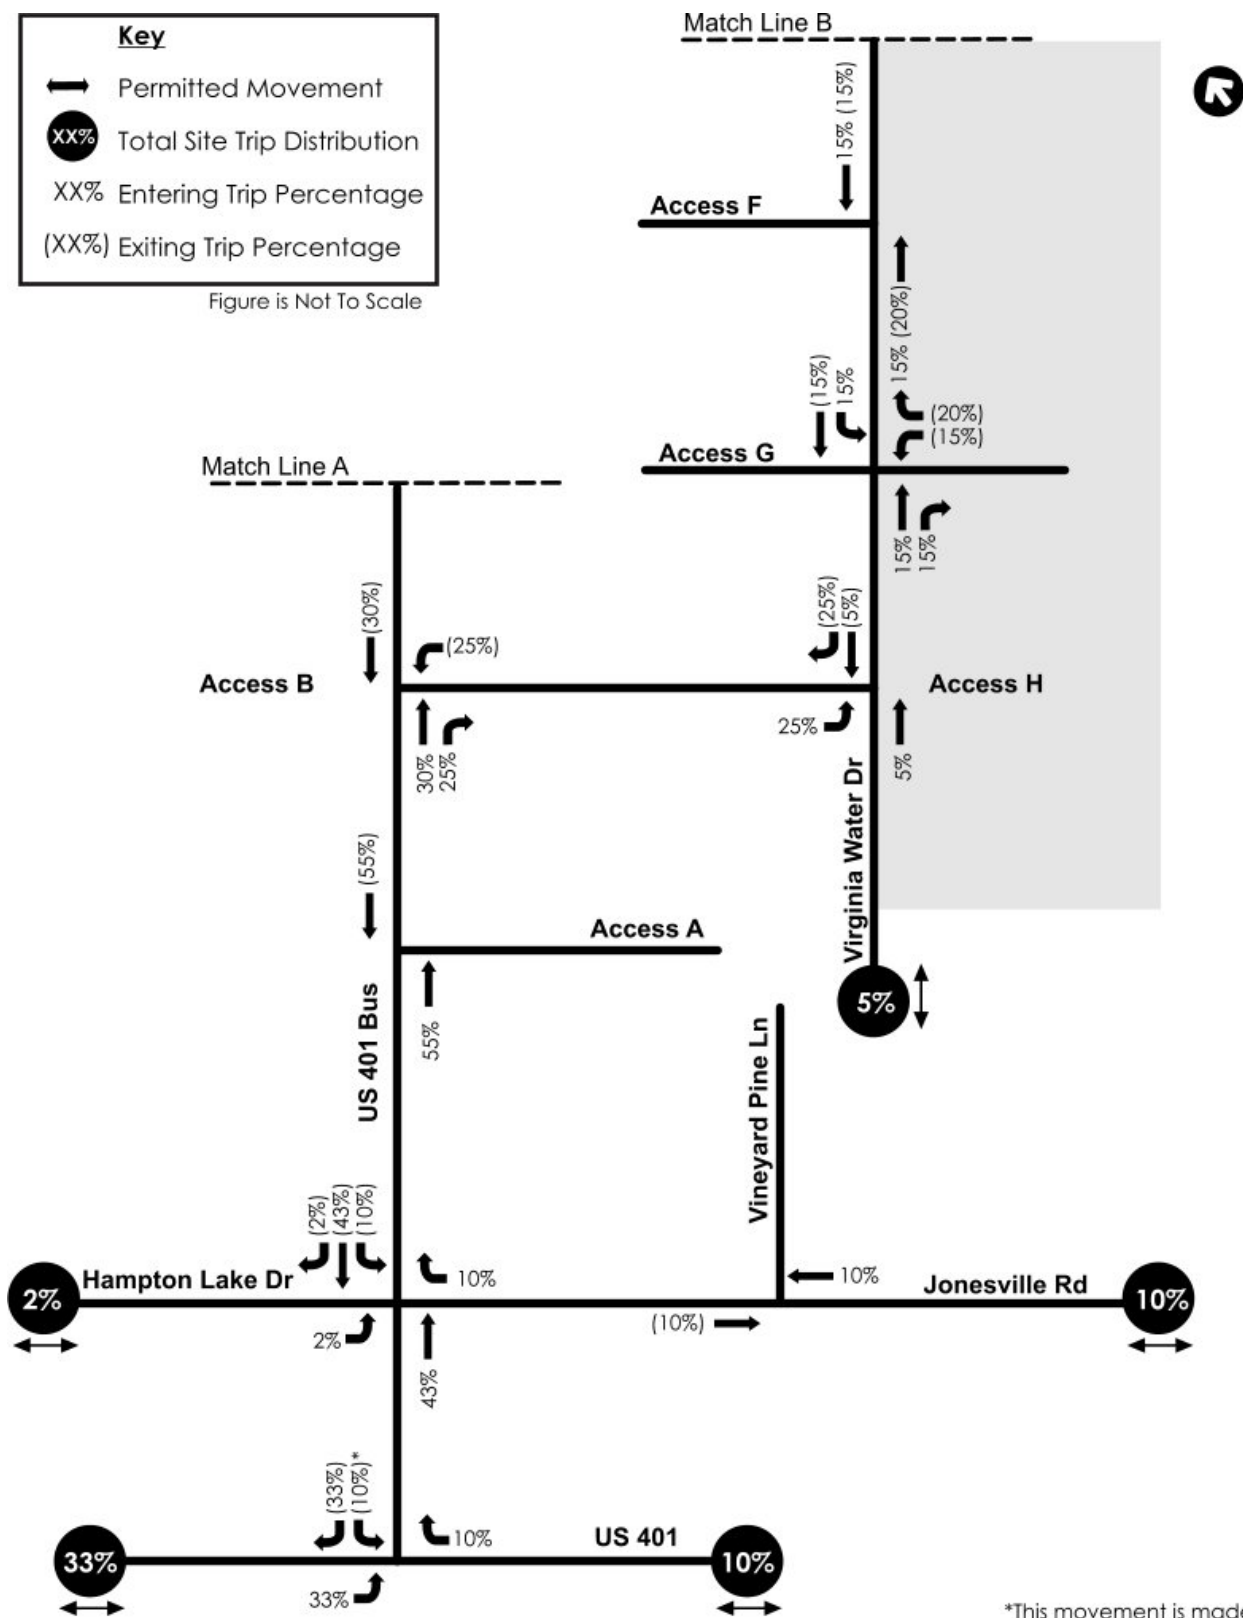 Key
Permitted Movement
XX% Total Site Trip Distribution
XX% Entering Trip Percentage
(XX%) Exiting Trip Percentage
Figure is Not To Scale
Match Line B
15% (15%)
Access F
15% (20%)
(15%)
15%
(20%)
(15%)
Access G
Match Line A
15%
15%
(30%)
(25%)
(25%)
(5%)
Access B
Access H
30%
25%
25%
5%
Virginia Water Dr
(55%)
Access A
5%
US 401 Bus
55%
Vineyard Pine Ln
(2%)
(43%)
(10%)
2%
Hampton Lake Dr
10%
10%
Jonesville Rd
10%
2%
(10%)
43%
(33%)
(10%)*
33%
10%
US 401
10%
33%
*This movement is made